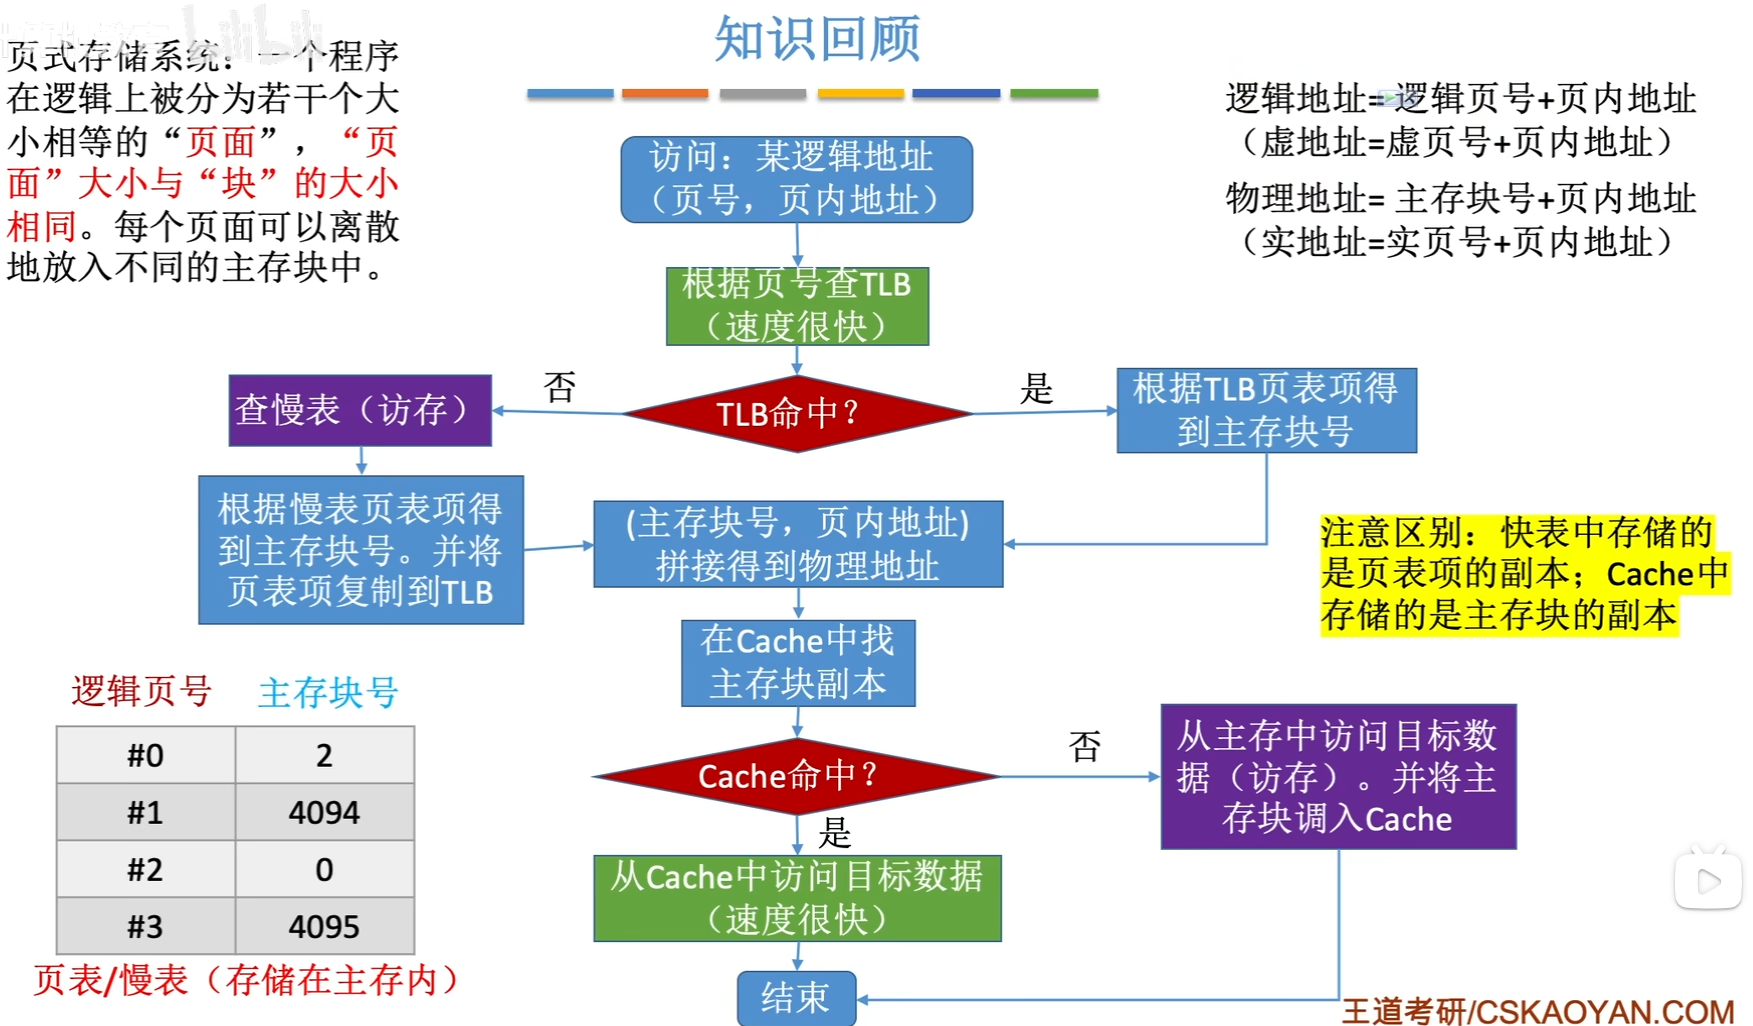 知识回顾
页式存储系统：一个程序
在逻辑上被分为若干个大
小相等的“页面”，“页
面”大小与“块”的大小
相同。每个页面可以离散
地放入不同的主存块中。
逻辑地址= 逻辑页号+页内地址
（虚地址=虚页号+页内地址）
物理地址= 主存块号+页内地址
（实地址=实页号+页内地址）
访问：某逻辑地址
（页号，页内地址）
根据页号查TLB
（速度很快）
TLB命中？
否
是
查慢表（访存）
根据TLB页表项得
到主存块号
根据慢表页表项得
到主存块号。并将
页表项复制到TLB
(主存块号，页内地址)
拼接得到物理地址
注意区别：快表中存储的
是页表项的副本；Cache中
存储的是主存块的副本
在Cache中找
主存块副本
Cache命中？
否
是
从主存中访问目标数
据（访存）。并将主
存块调入Cache
从Cache中访问目标数据
（速度很快）
结束
逻辑页号 主存块号
#0 2
#1 4094
#2 0
#3 4095
页表/慢表（存储在主存内）
王道考研/CSKAOYAN.COM